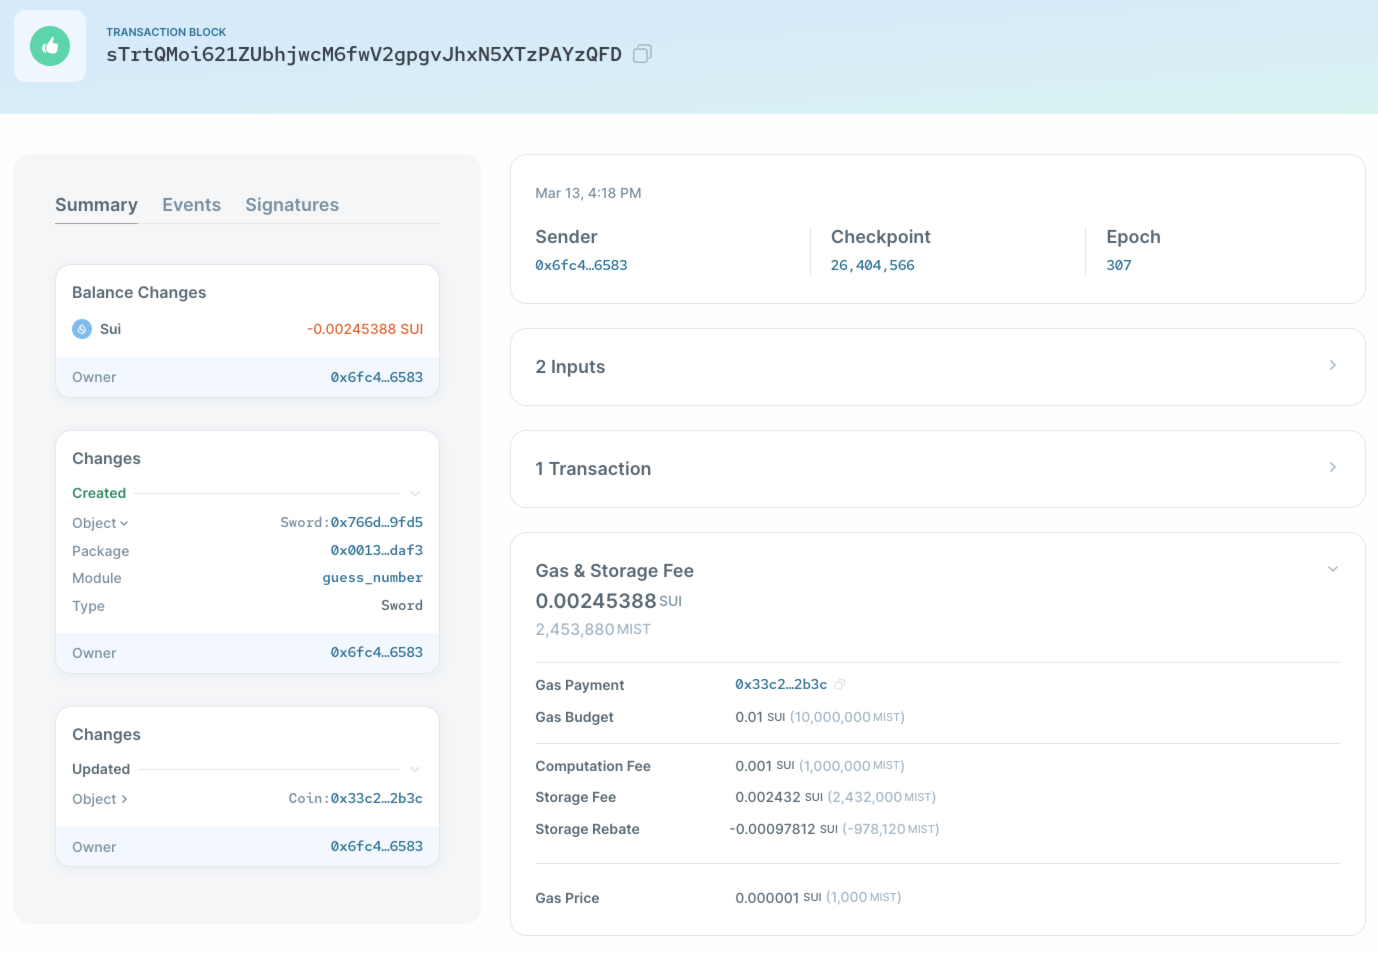 TRANSACTION BLOCK
sTrtQMoi621ZUbhjwcM6fwV2gpgvJhxN5XTzPAYzQFD
Summary Events Signatures
Balance Changes
Sui -0.00245388 SUI
Owner 0x6fc4…6583
Changes
Created
Object Sword:0x766d…9fd5
Package 0x0013…daf3
Module guess_number
Type Sword
Owner 0x6fc4…6583
Changes
Updated
Object Coin:0x33c2…2b3c
Owner 0x6fc4…6583
Mar 13, 4:18 PM
Sender Checkpoint Epoch
0x6fc4…6583 26,404,566 307
2 Inputs
1 Transaction
Gas & Storage Fee
0.00245388 SUI
2,453,880 MIST
Gas Payment 0x33c2…2b3c
Gas Budget 0.01 SUI (10,000,000 MIST)
Computation Fee 0.001 SUI (1,000,000 MIST)
Storage Fee 0.002432 SUI (2,432,000 MIST)
Storage Rebate -0.00097812 SUI (-978,120 MIST)
Gas Price 0.000001 SUI (1,000 MIST)